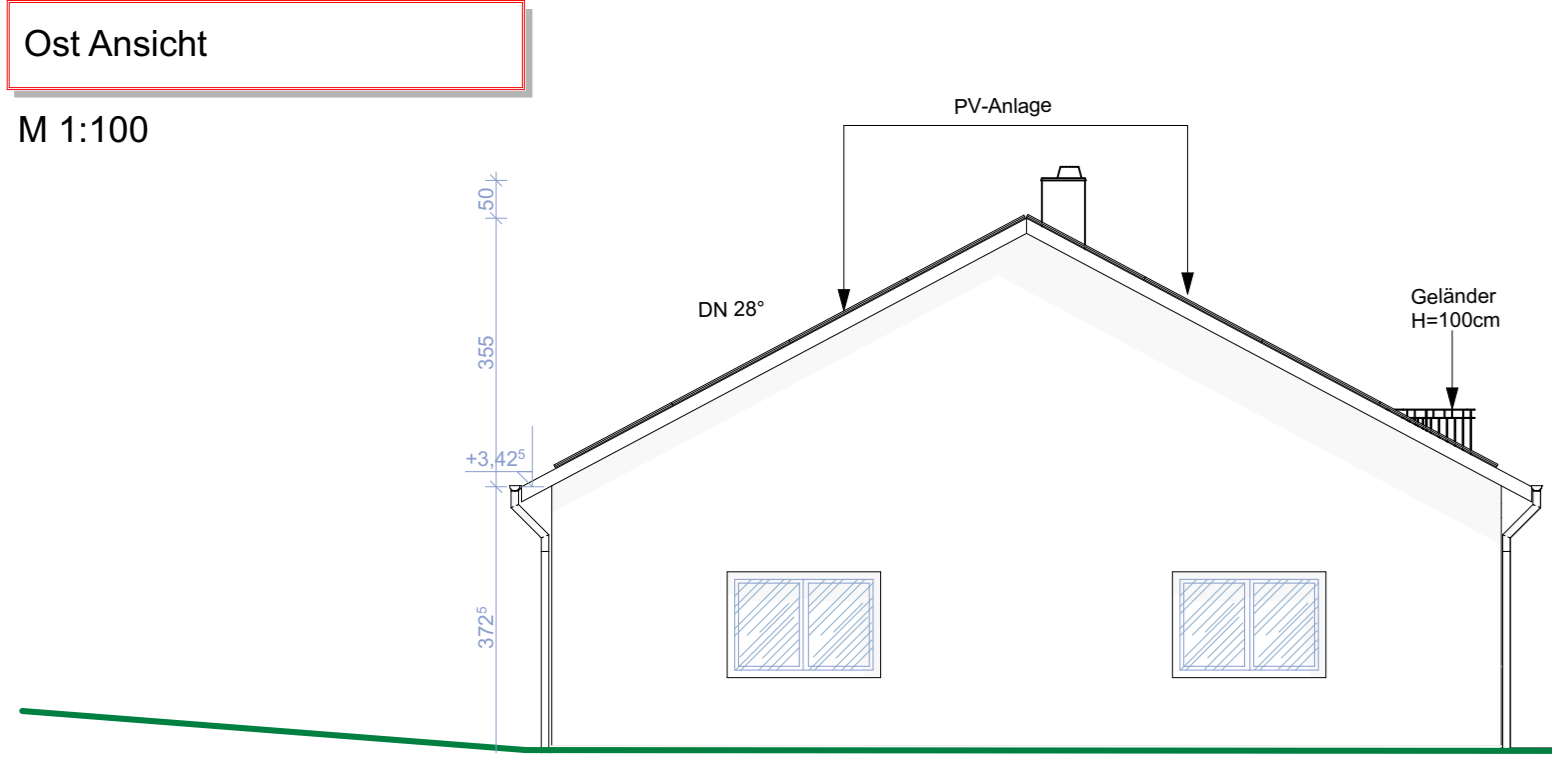 Ost Ansicht
M 1:100
PV-Anlage
50
DN 28°
Geländer
H=100cm
355
+3,42⁵
372⁵